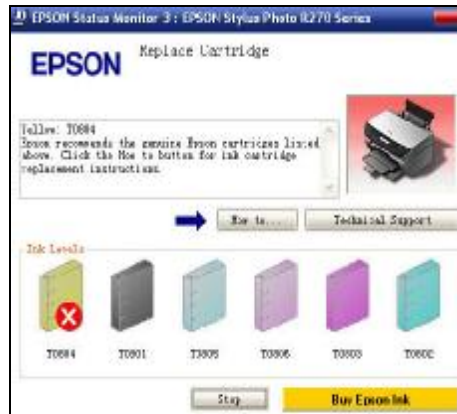 EPSON Status Monitor 3 : EPSON Stylus Photo R270 Series
EPSON
Replace Cartridge
Yellow: T0804
Epson recommends the genuine Epson cartridges listed
above. Click the How to button for ink cartridge
replacement instructions.
How to...
Technical Support
Ink Levels
T0804 T0801 T0805 T0806 T0803 T0802
Stop
Buy Epson Ink